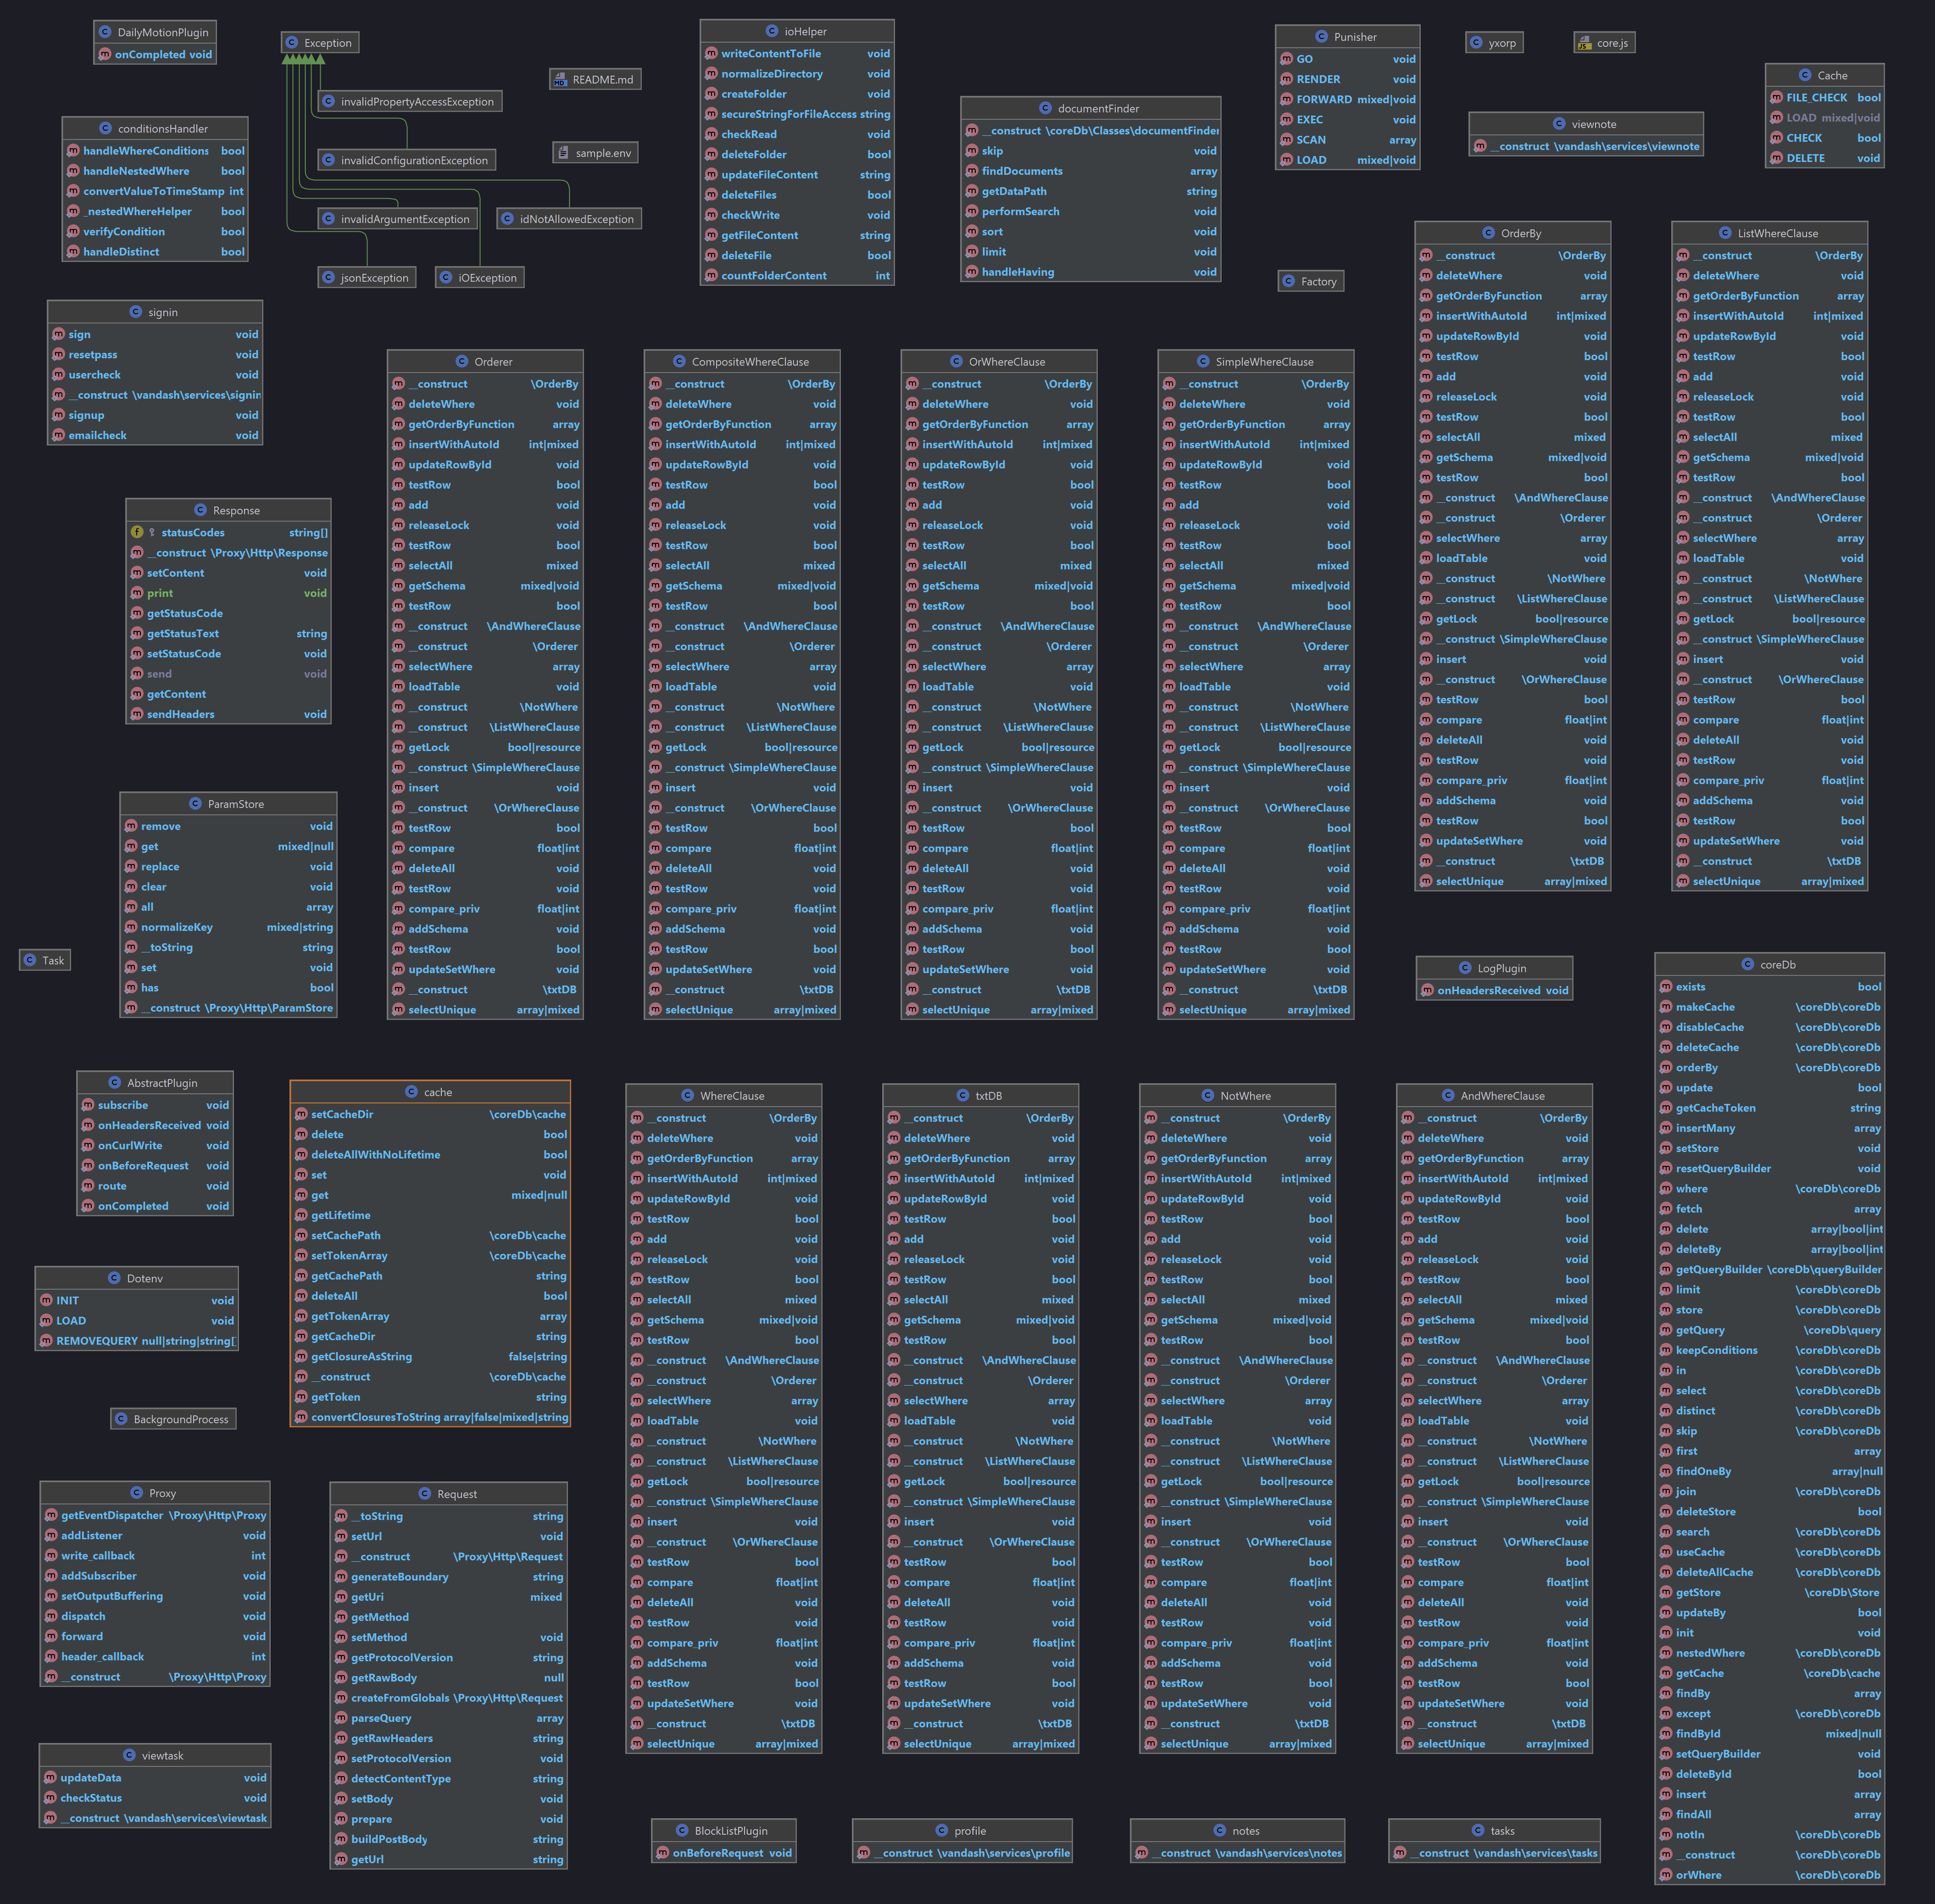 DailyMotionPlugin
onCompleted void
Exception
invalidPropertyAccessException
invalidConfigurationException
invalidArgumentException
idNotAllowedException
jsonException
iOException
README.md
sample.env
ioHelper
writeContentToFile void
normalizeDirectory void
createFolder void
secureStringForFileAccess string
checkRead void
deleteFolder bool
updateFileContent string
deleteFiles bool
checkWrite void
getFileContent string
deleteFile bool
countFolderContent int
documentFinder
__construct \coreDb\Classes\documentFinder
skip void
findDocuments array
getDataPath string
performSearch void
sort void
limit void
handleHaving void
Punisher
GO void
RENDER void
FORWARD mixed|void
EXEC void
SCAN array
LOAD mixed|void
yxorp
core.js
viewnote
__construct \vandash\services\viewnote
Cache
FILE_CHECK bool
LOAD mixed|void
CHECK bool
DELETE void
conditionsHandler
handleWhereConditions bool
handleNestedWhere bool
convertValueToTimeStamp int
_nestedWhereHelper bool
verifyCondition bool
handleDistinct bool
Factory
signin
sign void
resetpass void
usercheck void
__construct \vandash\services\signin
signup void
emailcheck void
Response
statusCodes string[]
__construct \Proxy\Http\Response
setContent void
print void
getStatusCode
getStatusText string
setStatusCode void
send void
getContent
sendHeaders void
ParamStore
remove void
get mixed|null
replace void
clear void
all array
normalizeKey mixed|string
__toString string
set void
has bool
__construct \Proxy\Http\ParamStore
Task
Orderer
__construct \OrderBy
deleteWhere void
getOrderByFunction array
insertWithAutoId int|mixed
updateRowById void
testRow bool
add void
releaseLock void
testRow bool
selectAll mixed
getSchema mixed|void
testRow bool
__construct \AndWhereClause
__construct \Orderer
selectWhere array
loadTable void
__construct \NotWhere
__construct \ListWhereClause
getLock bool|resource
__construct \SimpleWhereClause
insert void
__construct \OrWhereClause
testRow bool
compare float|int
deleteAll void
testRow void
compare_priv float|int
addSchema void
testRow bool
updateSetWhere void
__construct \txtDB
selectUnique array|mixed
CompositeWhereClause
__construct \OrderBy
deleteWhere void
getOrderByFunction array
insertWithAutoId int|mixed
updateRowById void
testRow bool
add void
releaseLock void
testRow bool
selectAll mixed
getSchema mixed|void
testRow bool
__construct \AndWhereClause
__construct \Orderer
selectWhere array
loadTable void
__construct \NotWhere
__construct \ListWhereClause
getLock bool|resource
__construct \SimpleWhereClause
insert void
__construct \OrWhereClause
testRow bool
compare float|int
deleteAll void
testRow void
compare_priv float|int
addSchema void
testRow bool
updateSetWhere void
__construct \txtDB
selectUnique array|mixed
OrWhereClause
__construct \OrderBy
deleteWhere void
getOrderByFunction array
insertWithAutoId int|mixed
updateRowById void
testRow bool
add void
releaseLock void
testRow bool
selectAll mixed
getSchema mixed|void
testRow bool
__construct \AndWhereClause
__construct \Orderer
selectWhere array
loadTable void
__construct \NotWhere
__construct \ListWhereClause
getLock bool|resource
__construct \SimpleWhereClause
insert void
__construct \OrWhereClause
testRow bool
compare float|int
deleteAll void
testRow void
compare_priv float|int
addSchema void
testRow bool
updateSetWhere void
__construct \txtDB
selectUnique array|mixed
SimpleWhereClause
__construct \OrderBy
deleteWhere void
getOrderByFunction array
insertWithAutoId int|mixed
updateRowById void
testRow bool
add void
releaseLock void
testRow bool
selectAll mixed
getSchema mixed|void
testRow bool
__construct \AndWhereClause
__construct \Orderer
selectWhere array
loadTable void
__construct \NotWhere
__construct \ListWhereClause
getLock bool|resource
__construct \SimpleWhereClause
insert void
__construct \OrWhereClause
testRow bool
compare float|int
deleteAll void
testRow void
compare_priv float|int
addSchema void
testRow bool
updateSetWhere void
__construct \txtDB
selectUnique array|mixed
OrderBy
__construct \OrderBy
deleteWhere void
getOrderByFunction array
insertWithAutoId int|mixed
updateRowById void
testRow bool
add void
releaseLock void
testRow bool
selectAll mixed
getSchema mixed|void
testRow bool
__construct \AndWhereClause
__construct \Orderer
selectWhere array
loadTable void
__construct \NotWhere
__construct \ListWhereClause
getLock bool|resource
__construct \SimpleWhereClause
insert void
__construct \OrWhereClause
testRow bool
compare float|int
deleteAll void
testRow void
compare_priv float|int
addSchema void
testRow bool
updateSetWhere void
__construct \txtDB
selectUnique array|mixed
ListWhereClause
__construct \OrderBy
deleteWhere void
getOrderByFunction array
insertWithAutoId int|mixed
updateRowById void
testRow bool
add void
releaseLock void
testRow bool
selectAll mixed
getSchema mixed|void
testRow bool
__construct \AndWhereClause
__construct \Orderer
selectWhere array
loadTable void
__construct \NotWhere
__construct \ListWhereClause
getLock bool|resource
__construct \SimpleWhereClause
insert void
__construct \OrWhereClause
testRow bool
compare float|int
deleteAll void
testRow void
compare_priv float|int
addSchema void
testRow bool
updateSetWhere void
__construct \txtDB
selectUnique array|mixed
LogPlugin
onHeadersReceived void
AbstractPlugin
subscribe void
onHeadersReceived void
onCurlWrite void
onBeforeRequest void
route void
onCompleted void
Dotenv
INIT void
LOAD void
REMOVEQUERY null|string|string[
BackgroundProcess
cache
setCacheDir \coreDb\cache
delete bool
deleteAllWithNoLifetime bool
set void
get mixed|null
getLifetime
setCachePath \coreDb\cache
setTokenArray \coreDb\cache
getCachePath string
deleteAll bool
getTokenArray array
getCacheDir string
getClosureAsString false|string
__construct \coreDb\cache
getToken string
convertClosuresToString array|false|mixed|string
Proxy
getEventDispatcher \Proxy\Http\Proxy
addListener void
write_callback int
addSubscriber void
setOutputBuffering void
dispatch void
forward void
header_callback int
__construct \Proxy\Http\Proxy
viewtask
updateData void
checkStatus void
__construct \vandash\services\viewtask
Request
__toString string
setUrl void
__construct \Proxy\Http\Request
generateBoundary string
getUri mixed
getMethod
setMethod void
getProtocolVersion string
getRawBody null
createFromGlobals \Proxy\Http\Request
parseQuery array
getRawHeaders string
setProtocolVersion void
detectContentType string
setBody void
prepare void
buildPostBody string
getUrl string
WhereClause
__construct \OrderBy
deleteWhere void
getOrderByFunction array
insertWithAutoId int|mixed
updateRowById void
testRow bool
add void
releaseLock void
testRow bool
selectAll mixed
getSchema mixed|void
testRow bool
__construct \AndWhereClause
__construct \Orderer
selectWhere array
loadTable void
__construct \NotWhere
__construct \ListWhereClause
getLock bool|resource
__construct \SimpleWhereClause
insert void
__construct \OrWhereClause
testRow bool
compare float|int
deleteAll void
testRow void
compare_priv float|int
addSchema void
testRow bool
updateSetWhere void
__construct \txtDB
selectUnique array|mixed
txtDB
__construct \OrderBy
deleteWhere void
getOrderByFunction array
insertWithAutoId int|mixed
updateRowById void
testRow bool
add void
releaseLock void
testRow bool
selectAll mixed
getSchema mixed|void
testRow bool
__construct \AndWhereClause
__construct \Orderer
selectWhere array
loadTable void
__construct \NotWhere
__construct \ListWhereClause
getLock bool|resource
__construct \SimpleWhereClause
insert void
__construct \OrWhereClause
testRow bool
compare float|int
deleteAll void
testRow void
compare_priv float|int
addSchema void
testRow bool
updateSetWhere void
__construct \txtDB
selectUnique array|mixed
NotWhere
__construct \OrderBy
deleteWhere void
getOrderByFunction array
insertWithAutoId int|mixed
updateRowById void
testRow bool
add void
releaseLock void
testRow bool
selectAll mixed
getSchema mixed|void
testRow bool
__construct \AndWhereClause
__construct \Orderer
selectWhere array
loadTable void
__construct \NotWhere
__construct \ListWhereClause
getLock bool|resource
__construct \SimpleWhereClause
insert void
__construct \OrWhereClause
testRow bool
compare float|int
deleteAll void
testRow void
compare_priv float|int
addSchema void
testRow bool
updateSetWhere void
__construct \txtDB
selectUnique array|mixed
AndWhereClause
__construct \OrderBy
deleteWhere void
getOrderByFunction array
insertWithAutoId int|mixed
updateRowById void
testRow bool
add void
releaseLock void
testRow bool
selectAll mixed
getSchema mixed|void
testRow bool
__construct \AndWhereClause
__construct \Orderer
selectWhere array
loadTable void
__construct \NotWhere
__construct \ListWhereClause
getLock bool|resource
__construct \SimpleWhereClause
insert void
__construct \OrWhereClause
testRow bool
compare float|int
deleteAll void
testRow void
compare_priv float|int
addSchema void
testRow bool
updateSetWhere void
__construct \txtDB
selectUnique array|mixed
coreDb
exists bool
makeCache \coreDb\coreDb
disableCache \coreDb\coreDb
deleteCache \coreDb\coreDb
orderBy \coreDb\coreDb
update bool
getCacheToken string
insertMany array
setStore void
resetQueryBuilder void
where \coreDb\coreDb
fetch array
delete array|bool|int
deleteBy array|bool|int
getQueryBuilder \coreDb\queryBuilder
limit \coreDb\coreDb
store \coreDb\coreDb
getQuery \coreDb\query
keepConditions \coreDb\coreDb
in \coreDb\coreDb
select \coreDb\coreDb
distinct \coreDb\coreDb
skip \coreDb\coreDb
first array
findOneBy array|null
join \coreDb\coreDb
deleteStore bool
search \coreDb\coreDb
useCache \coreDb\coreDb
deleteAllCache \coreDb\coreDb
getStore \coreDb\Store
updateBy bool
init void
nestedWhere \coreDb\coreDb
getCache \coreDb\cache
findBy array
except \coreDb\coreDb
findById mixed|null
setQueryBuilder void
deleteById bool
insert array
findAll array
notIn \coreDb\coreDb
__construct \coreDb\coreDb
orWhere \coreDb\coreDb
BlockListPlugin
onBeforeRequest void
profile
__construct \vandash\services\profile
notes
__construct \vandash\services\notes
tasks
__construct \vandash\services\tasks